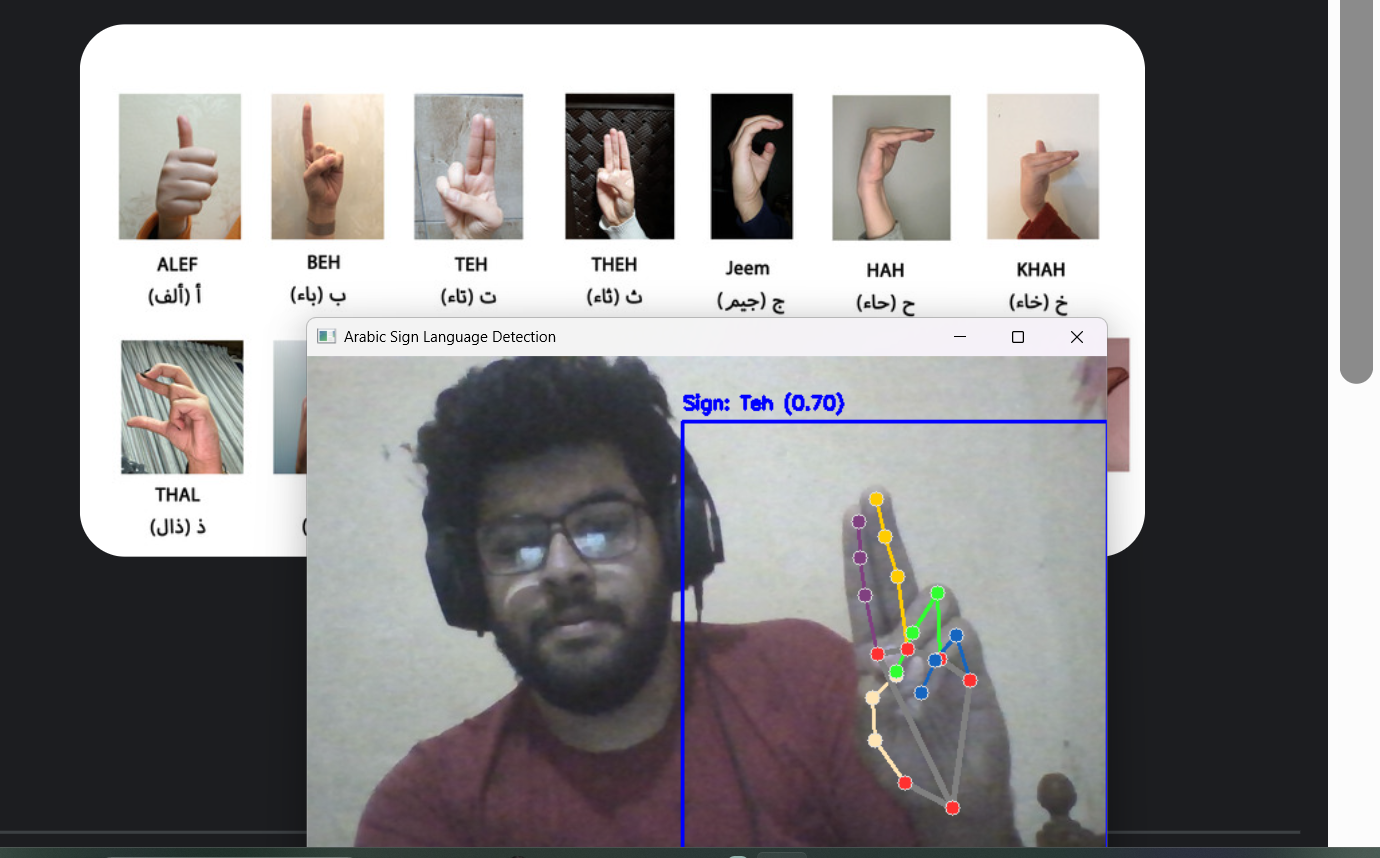 ALEF
أ (ألف)
BEH
ب (باء)
TEH
ت (تاء)
THEH
ث (ثاء)
Jeem
ج (جيم)
HAH
ح (حاء)
KHAH
خ (خاء)
THAL
ذ (ذال)
Arabic Sign Language Detection
Sign: Teh (0.70)